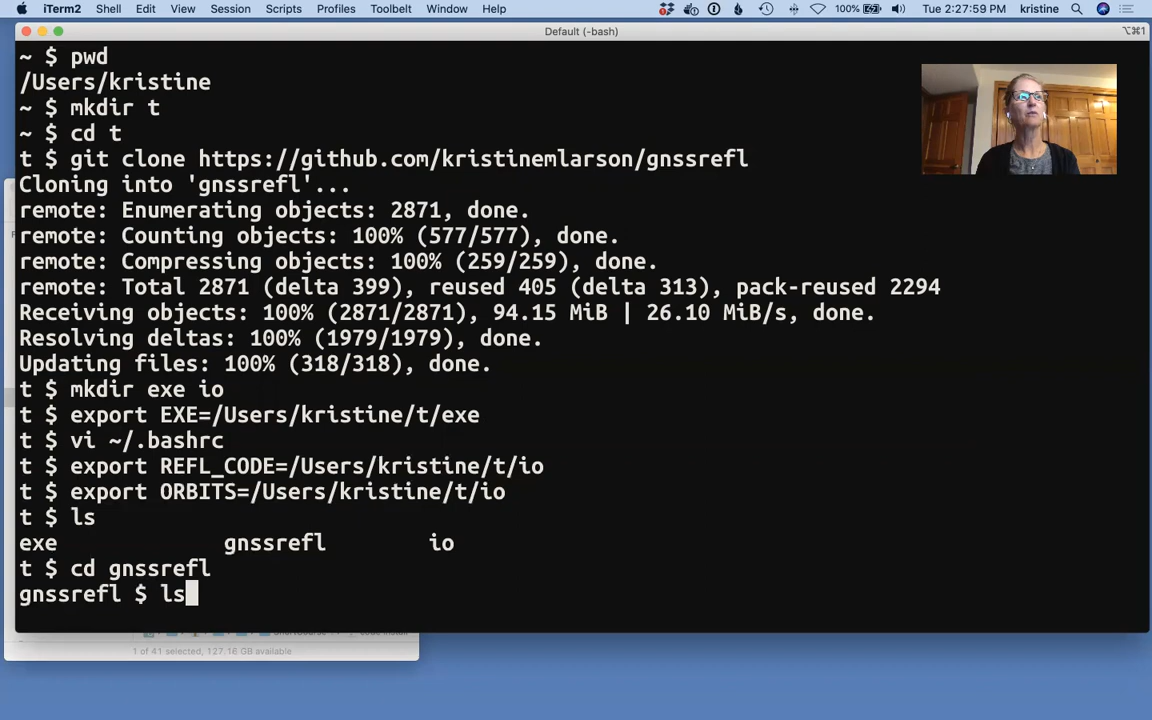 iTerm2 Shell Edit View Session Scripts Profiles Toolbelt Window Help 100% Tue 2:27:59 PM kristine
Default (-bash) ⌥⌘1
~ $ pwd
/Users/kristine
~ $ mkdir t
~ $ cd t
t $ git clone https://github.com/kristinemlarson/gnssrefl
Cloning into 'gnssrefl'...
remote: Enumerating objects: 2871, done.
remote: Counting objects: 100% (577/577), done.
remote: Compressing objects: 100% (259/259), done.
remote: Total 2871 (delta 399), reused 405 (delta 313), pack-reused 2294
Receiving objects: 100% (2871/2871), 94.15 MiB | 26.10 MiB/s, done.
Resolving deltas: 100% (1979/1979), done.
Updating files: 100% (318/318), done.
t $ mkdir exe io
t $ export EXE=/Users/kristine/t/exe
t $ vi ~/.bashrc
t $ export REFL_CODE=/Users/kristine/t/io
t $ export ORBITS=/Users/kristine/t/io
t $ ls
exe gnssrefl io
t $ cd gnssrefl
gnssrefl $ ls
1 of 41 selected, 127.16 GB available